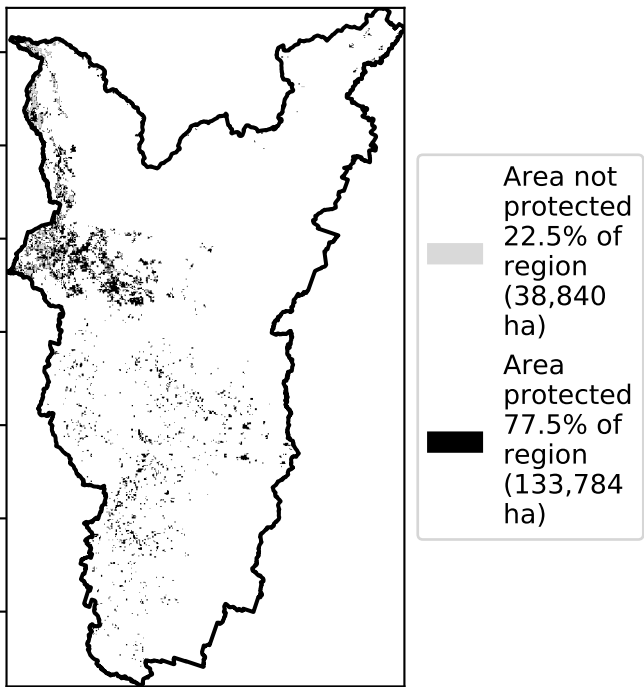 Area not
protected
22.5% of
region
(38,840
ha)
Area
protected
77.5% of
region
(133,784
ha)